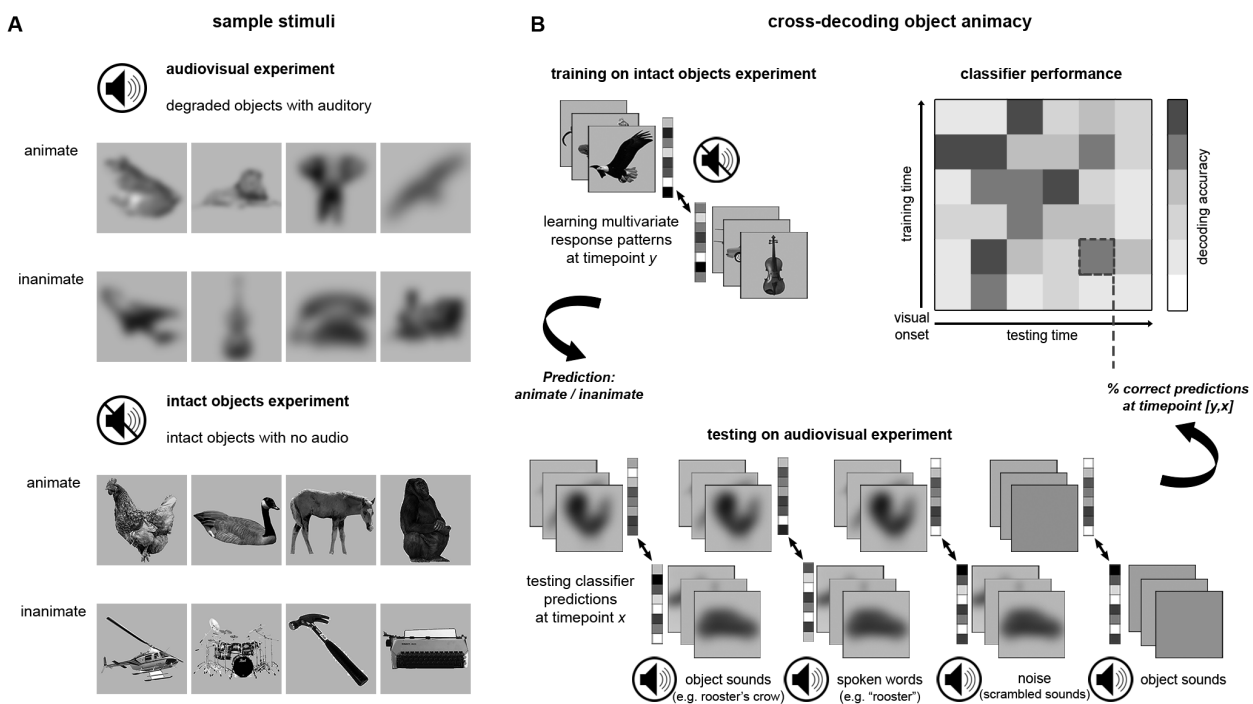 A
sample stimuli
audiovisual experiment
degraded objects with auditory
animate
inanimate
intact objects experiment
intact objects with no audio
animate
inanimate
B
cross-decoding object animacy
training on intact objects experiment
learning multivariate
response patterns
at timepoint y
Prediction:
animate / inanimate
classifier performance
training time
decoding accuracy
visual
onset
testing time
% correct predictions
at timepoint [y,x]
testing on audiovisual experiment
testing classifier
predictions
at timepoint x
object sounds
(e.g. rooster's crow)
spoken words
(e.g. “rooster”)
noise
(scrambled sounds)
object sounds